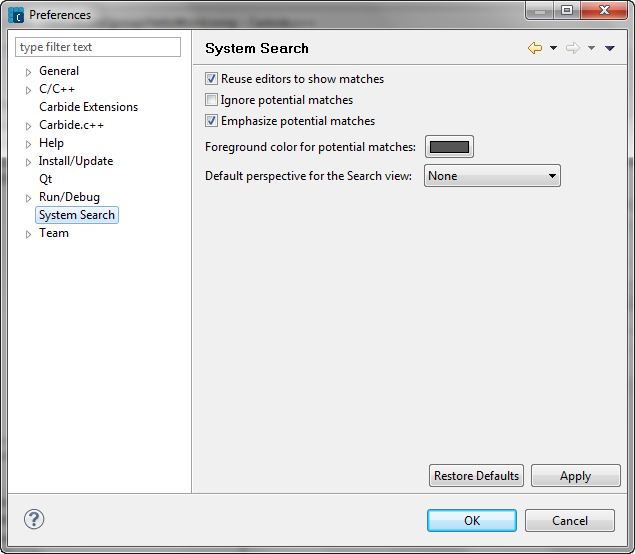 Preferences
type filter text
General
C/C++
Carbide Extensions
Carbide.c++
Help
Install/Update
Qt
Run/Debug
System Search
Team
System Search
Reuse editors to show matches
Ignore potential matches
Emphasize potential matches
Foreground color for potential matches:
Default perspective for the Search view: None
Restore Defaults Apply
OK Cancel